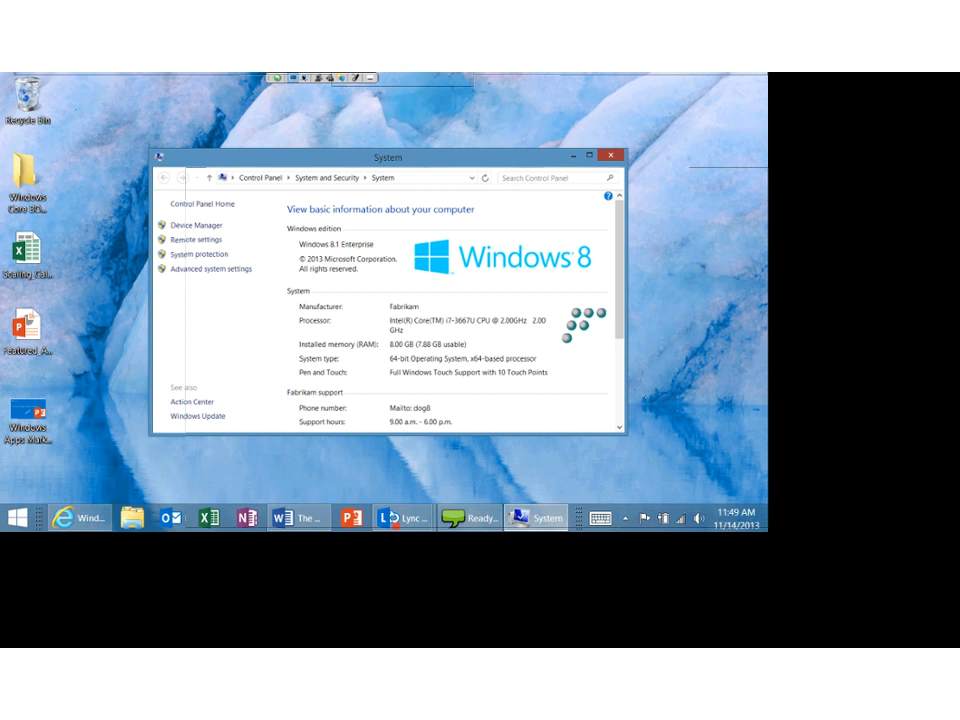 Recycle Bin
Windows
Core BO...
Scaling_Cal...
Featured_A...
Windows
Apps Mark...
System
Control Panel
System and Security
System
Search Control Panel
Control Panel Home
Device Manager
Remote settings
System protection
Advanced system settings
See also
Action Center
Windows Update
View basic information about your computer
Windows edition
Windows 8.1 Enterprise
© 2013 Microsoft Corporation.
All rights reserved.
Windows 8
System
Manufacturer: Fabrikam
Processor: Intel(R) Core(TM) i7-3667U CPU @ 2.00GHz 2.00
GHz
Installed memory (RAM): 8.00 GB (7.88 GB usable)
System type: 64-bit Operating System, x64-based processor
Pen and Touch: Full Windows Touch Support with 10 Touch Points
Fabrikam support
Phone number: Mailto: dog8
Support hours: 9.00 a.m. - 6.00 p.m.
Wind...
The ...
Lync ...
Ready...
System
11:49 AM
11/14/2013